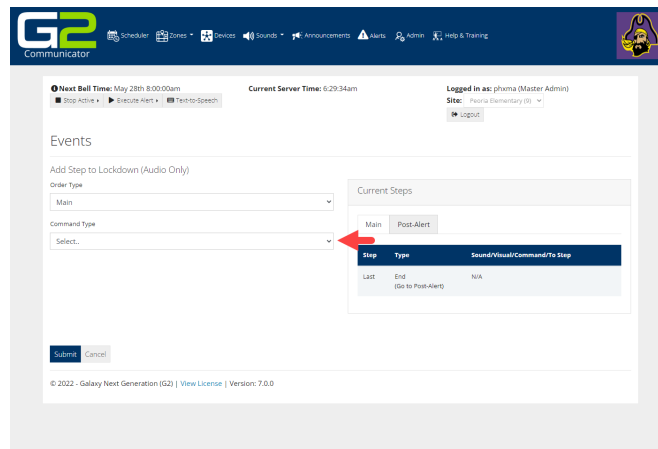 G2
Communicator
Scheduler Zones Devices Sounds Announcements Alerts Admin Help & Training
Next Bell Time: May 28th 8:00:00am Current Server Time: 6:29:34am Logged in as: phxma (Master Admin)
Stop Active Execute Alert Text-to-Speech Site: Peoria Elementary (9)
Logout
Events
Add Step to Lockdown (Audio Only)
Order Type
Main
Command Type
Select..
Current Steps
Main Post-Alert
Step Type Sound/Visual/Command/To Step
Last End N/A
(Go to Post-Alert)
Submit Cancel
© 2022 - Galaxy Next Generation (G2) | View License | Version: 7.0.0